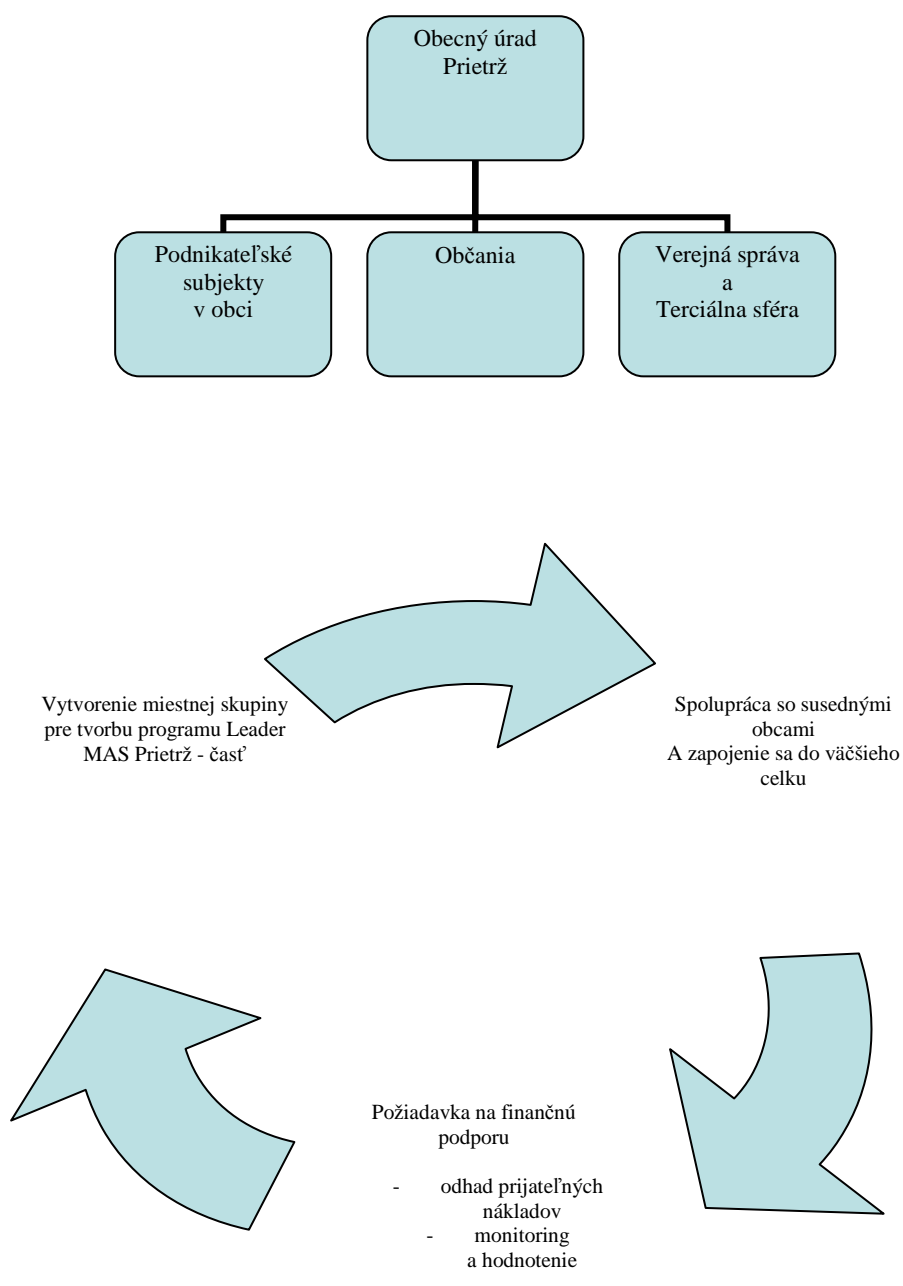 Obecný úrad
Prietrž
Podnikateľské
subjekty
v obci
Občania
Verejná správa
a
Terciálna sféra
Vytvorenie miestnej skupiny
pre tvorbu programu Leader
MAS Prietrž - časť
Spolupráca so susednými
obcami
A zapojenie sa do väčšieho
celku
Požiadavka na finančnú
podporu
- odhad prijateľných
nákladov
- monitoring
a hodnotenie